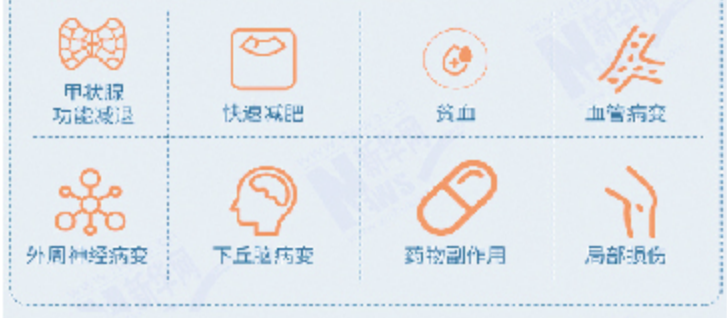 甲状腺
功能减退
快速减肥
贫血
血管病变
外周神经病变
下丘脑病变
药物副作用
局部损伤